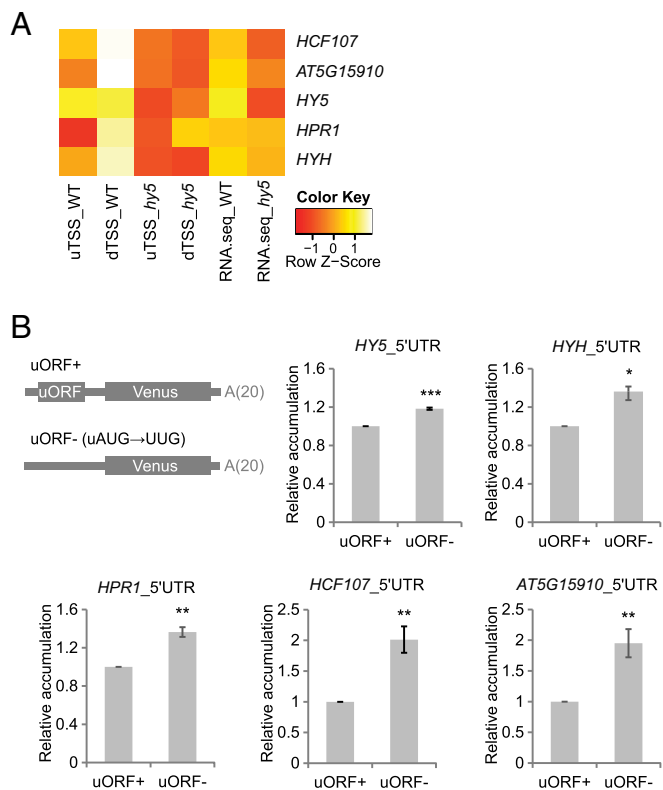 A
HCF107
AT5G15910
HY5
HPR1
HYH
uTSS_WT
dTSS_WT
uTSS_hy5
dTSS_hy5
RNA.seq_WT
RNA.seq_hy5
Color Key
−1 0 1
Row Z−Score
B
uORF+
uORF Venus A(20)
uORF- (uAUG→UUG)
Venus A(20)
HY5_5'UTR
Relative accumulation
1.6
1.2
0.8
0.4
0
***
uORF+ uORF-
HYH_5'UTR
Relative accumulation
1.6
1.2
0.8
0.4
0
*
uORF+ uORF-
HPR1_5'UTR
Relative accumulation
1.6
1.2
0.8
0.4
0
**
uORF+ uORF-
HCF107_5'UTR
Relative accumulation
2.5
2
1.5
1
0.5
0
**
uORF+ uORF-
AT5G15910_5'UTR
Relative accumulation
2.5
2
1.5
1
0.5
0
**
uORF+ uORF-